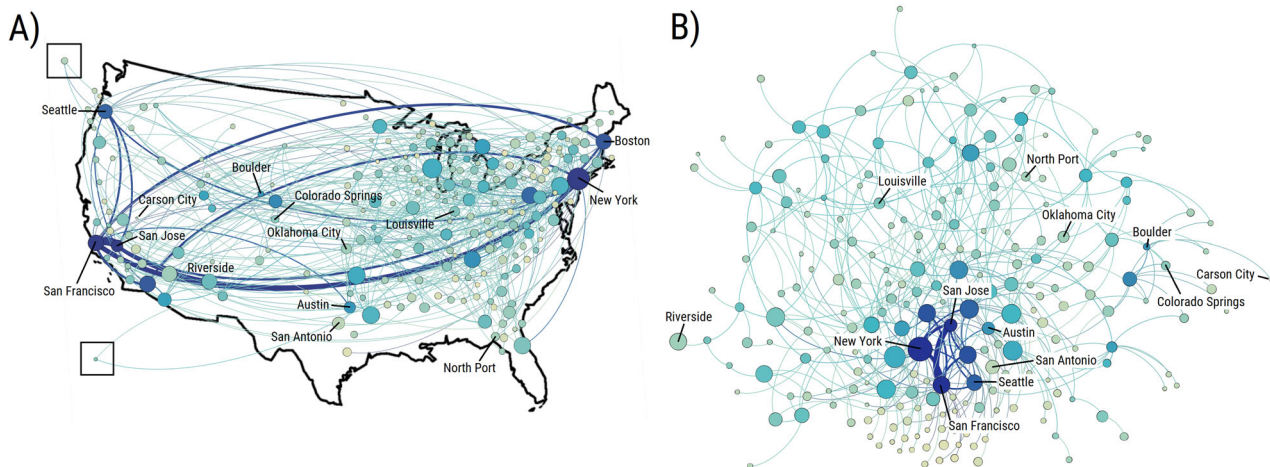 A)
Seattle
Boston
Boulder
Colorado Springs
New York
Carson City
Louisville
Oklahoma City
San Jose
Riverside
San Francisco
Austin
San Antonio
North Port
B)
North Port
Louisville
Oklahoma City
Boulder
Carson City
San Jose
Colorado Springs
Riverside
New York
Austin
San Antonio
Seattle
San Francisco